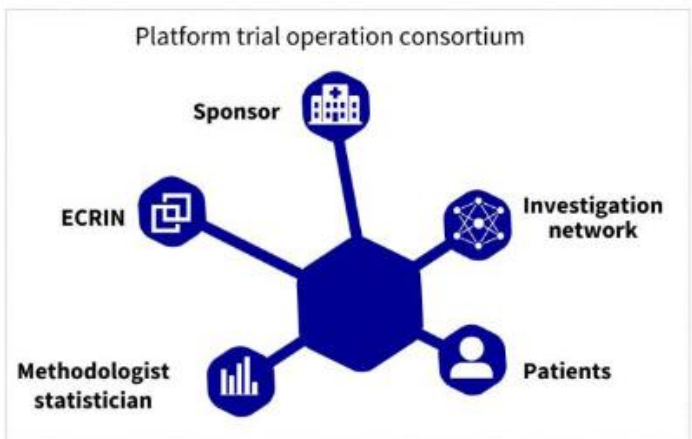 Platform trial operation consortium
Sponsor
ECRIN
Investigation
network
Methodologist
statistician
Patients